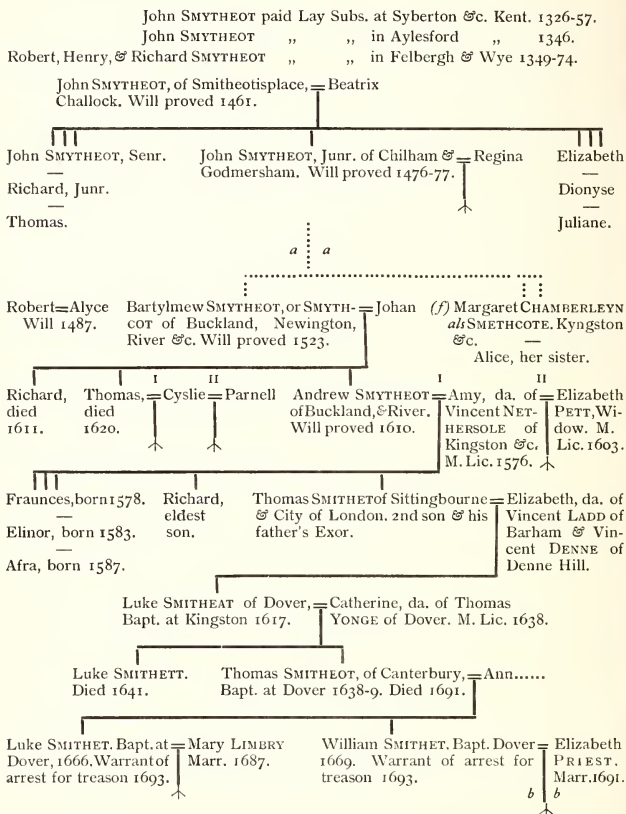 John SMYTHEOT paid Lay Subs. at Syberton &c. Kent. 1326-57.
John SMYTHEOT „ „ in Aylesford „ 1346.
Robert, Henry, & Richard SMYTHEOT „ „ in Felbergh & Wye 1349-74.
John SMYTHEOT, of Smitheotisplace, = Beatrix
Challock. Will proved 1461.
John SMYTHEOT, Senr.
—
Richard, Junr.
—
Thomas.
John SMYTHEOT, Junr. of Chilham & = Regina
Godmersham. Will proved 1476-77.
Elizabeth
—
Dionyse
—
Juliane.
a a
Robert = Alyce
Will 1487.
Bartylmew SMYTHEOT, or SMYTH- = Johan
COT of Buckland, Newington,
River &c. Will proved 1523.
(f) Margaret CHAMBERLEYN
als SMETHCOTE. Kyngston
&c. —
Alice, her sister.
Richard,
died
1611.
I II
Thomas, = Cyslie = Parnell
died
1620.
I II
Andrew SMYTHEOT = Amy, da. of = Elizabeth
of Buckland, & River. Vincent NET- PETT, Wi-
Will proved 1610. HERSOLE of dow. M.
Kingston &c. Lic. 1603.
M. Lic. 1576.
Fraunces, born 1578.
—
Elinor, born 1583.
—
Afra, born 1587.
Richard,
eldest
son.
Thomas SMITHET of Sittingbourne = Elizabeth, da. of
& City of London. 2nd son & his Vincent LADD of
father's Exor. Barham & Vin-
cent DENNE of
Denne Hill.
Luke SMITHEAT of Dover, = Catherine, da. of Thomas
Bapt. at Kingston 1617. YONGE of Dover. M. Lic. 1638.
Luke SMITHETT.
Died 1641.
Thomas SMITHEOT, of Canterbury, = Ann......
Bapt. at Dover 1638-9. Died 1691.
Luke SMITHET. Bapt. at = Mary LIMBRY
Dover, 1666. Warrant of Marr. 1687.
arrest for treason 1693.
William SMITHET. Bapt. Dover = Elizabeth
1669. Warrant of arrest for PRIEST.
treason 1693. Marr. 1691.
b b